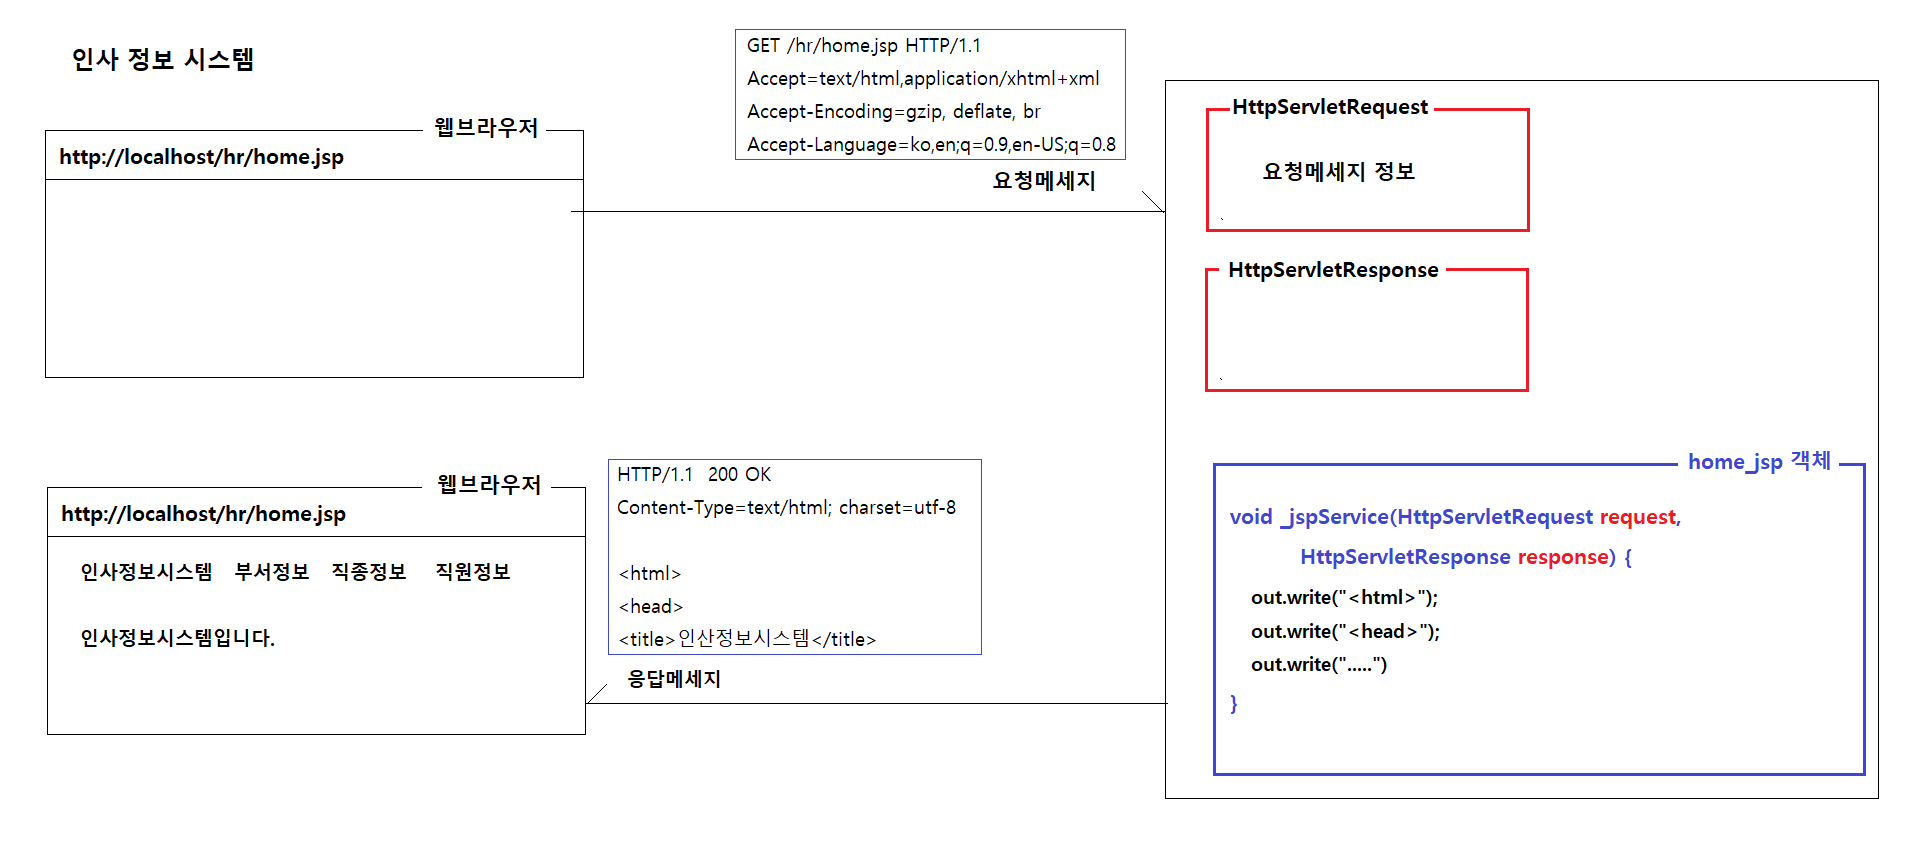 인사 정보 시스템
웹브라우저
http://localhost/hr/home.jsp
GET /hr/home.jsp HTTP/1.1
Accept=text/html,application/xhtml+xml
Accept-Encoding=gzip, deflate, br
Accept-Language=ko,en;q=0.9,en-US;q=0.8
요청메세지
HttpServletRequest
요청메세지 정보
HttpServletResponse
웹브라우저
http://localhost/hr/home.jsp
인사정보시스템 부서정보 직종정보 직원정보
인사정보시스템입니다.
HTTP/1.1 200 OK
Content-Type=text/html; charset=utf-8
<html>
<head>
<title>인산정보시스템</title>
응답메세지
home_jsp 객체
void _jspService(HttpServletRequest request,
HttpServletResponse response) {
out.write("<html>");
out.write("<head>");
out.write(".....")
}